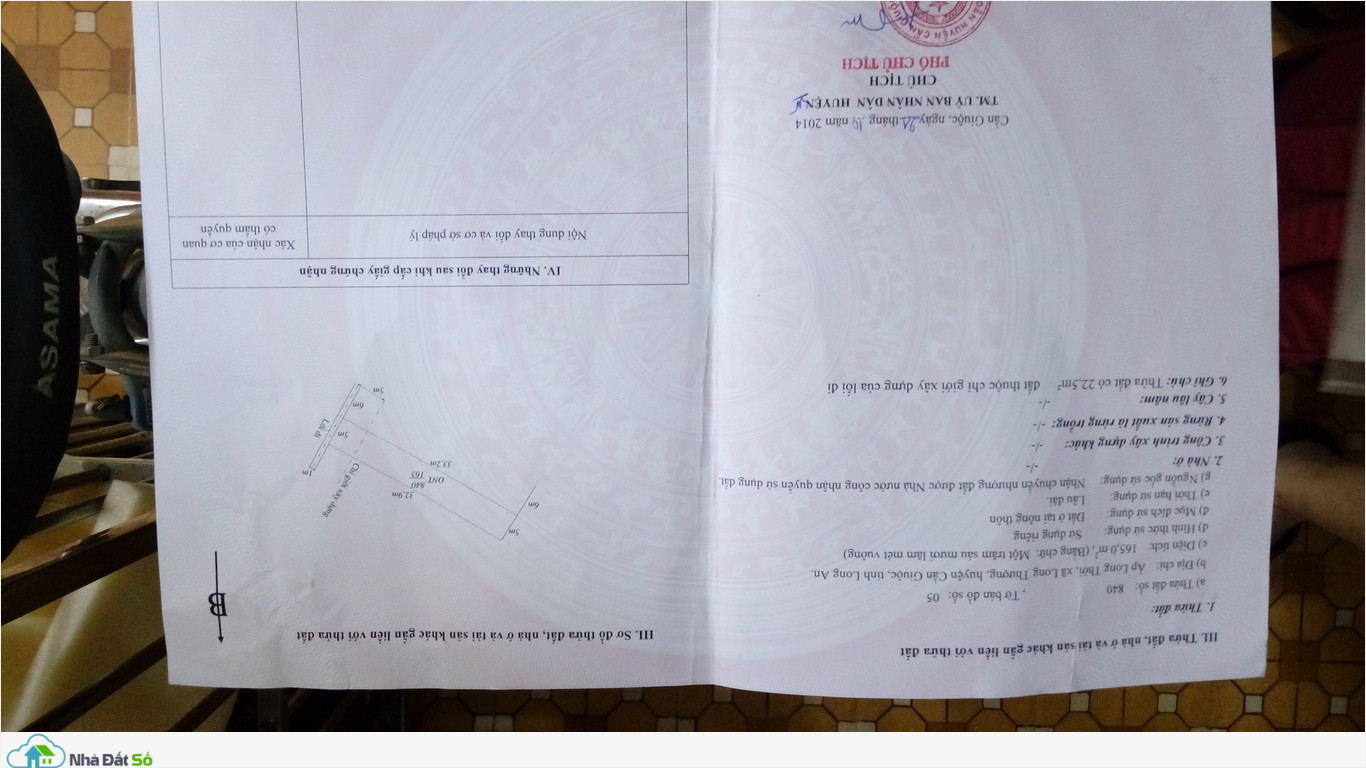 III. Thửa đất, nhà ở và tài sản khác gắn liền với thửa đất
1. Thửa đất:
a) Thửa đất số: 840 , Tờ bản đồ số: 05
b) Địa chỉ: Ấp Long Thới, xã Long Thượng, huyện Cần Giuộc, tỉnh Long An.
c) Diện tích: 165,0 m², (Bằng chữ: Một trăm sáu mươi lăm mét vuông)
d) Hình thức sử dụng: Sử dụng riêng
đ) Mục đích sử dụng: Đất ở tại nông thôn
e) Thời hạn sử dụng: Lâu dài.
g) Nguồn gốc sử dụng: Nhận chuyển nhượng đất được Nhà nước công nhận quyền sử dụng đất.
2. Nhà ở: -/-
3. Công trình xây dựng khác: -/-
4. Rừng sản xuất là rừng trồng: -/-
5. Cây lâu năm: -/-
6. Ghi chú: Thửa đất có 22,5m² đất thuộc chỉ giới xây dựng của lối đi
Cần Giuộc, ngày tháng 10 năm 2014
TM. UỶ BAN NHÂN DÂN HUYỆN
CHỦ TỊCH
PHÓ CHỦ TỊCH
III. Sơ đồ thửa đất, nhà ở và tài sản khác gắn liền với thửa đất
B
5m
6m
32,9m
ONT 840
165
33,2m
Chỉ giới xây dựng
1m
5m
Lối đi
6m
5m
IV. Những thay đổi sau khi cấp giấy chứng nhận
Nội dung thay đổi và cơ sở pháp lý
Xác nhận của cơ quan
có thẩm quyền
ASAMA
Nhà Đất Số